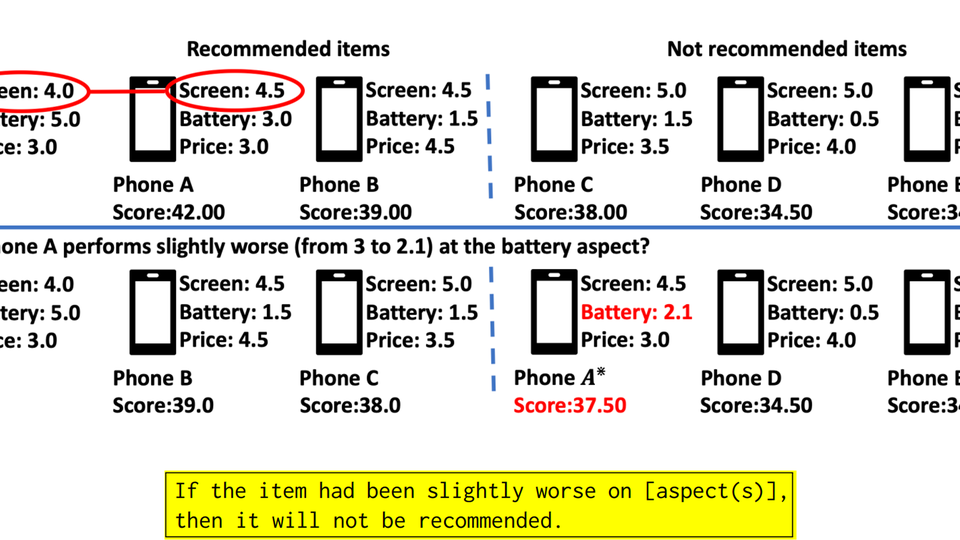 Recommended items
Not recommended items
een: 4.0
tery: 5.0
ce: 3.0
Screen: 4.5
Battery: 3.0
Price: 3.0
Phone A
Score:42.00
Screen: 4.5
Battery: 1.5
Price: 4.5
Phone B
Score:39.00
Screen: 5.0
Battery: 1.5
Price: 3.5
Phone C
Score:38.00
Screen: 5.0
Battery: 0.5
Price: 4.0
Phone D
Score:34.50
Phone
Score:3
one A performs slightly worse (from 3 to 2.1) at the battery aspect?
een: 4.0
tery: 5.0
ce: 3.0
Screen: 4.5
Battery: 1.5
Price: 4.5
Phone B
Score:39.0
Screen: 5.0
Battery: 1.5
Price: 3.5
Phone C
Score:38.0
Screen: 4.5
Battery: 2.1
Price: 3.0
Phone A*
Score:37.50
Screen: 5.0
Battery: 0.5
Price: 4.0
Phone D
Score:34.50
Phone
Score:3
If the item had been slightly worse on [aspect(s)],
then it will not be recommended.